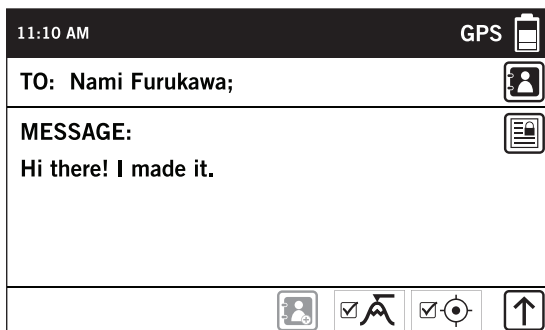 11:10 AM GPS
TO: Nami Furukawa;
MESSAGE:
Hi there! I made it.